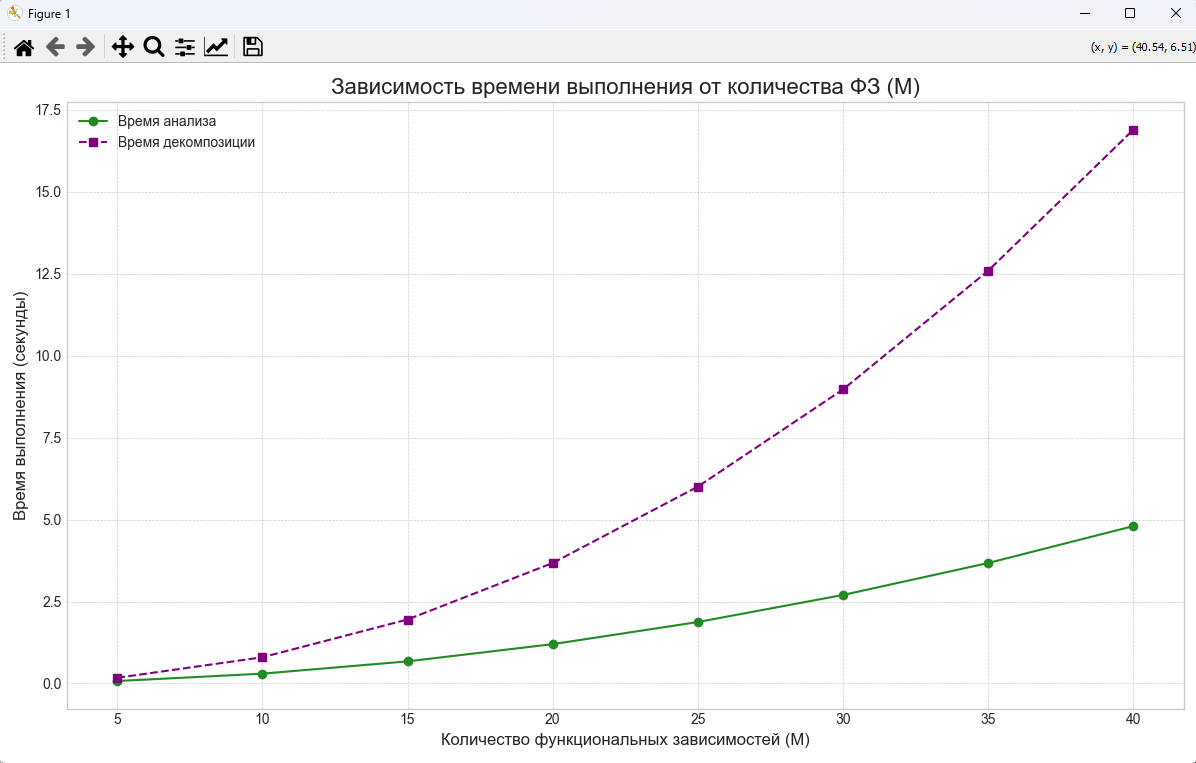 Figure 1
(x, y) = (40.54, 6.51)
Зависимость времени выполнения от количества ФЗ (M)
Время анализа
Время декомпозиции
Время выполнения (секунды)
17.5
15.0
12.5
10.0
7.5
5.0
2.5
0.0
5 10 15 20 25 30 35 40
Количество функциональных зависимостей (M)